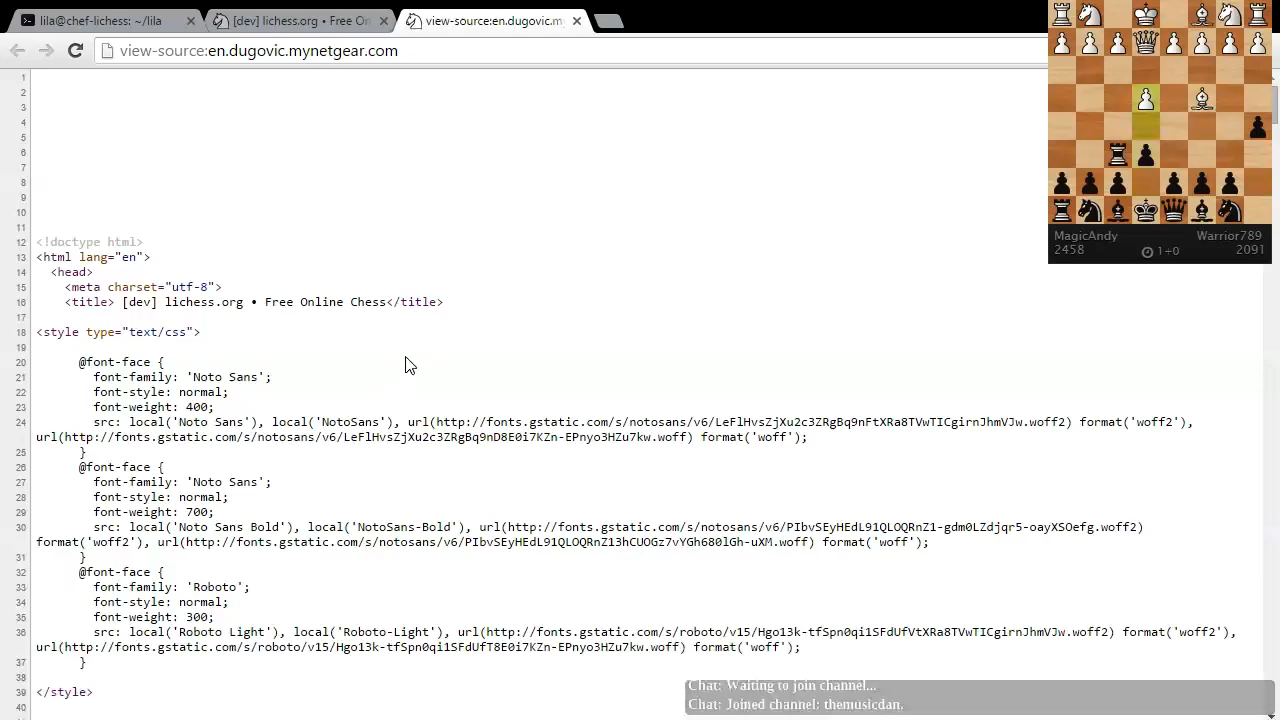 lila@chef-lichess: ~/lila
[dev] lichess.org • Free On
view-source:en.dugovic.my
view-source:en.dugovic.mynetgear.com
1
2
3
4
5
6
7
8
9
10
11
12 <!doctype html>
13 <html lang="en">
14 <head>
15 <meta charset="utf-8">
16 <title> [dev] lichess.org • Free Online Chess</title>
17
18 <style type="text/css">
19
20 @font-face {
21 font-family: 'Noto Sans';
22 font-style: normal;
23 font-weight: 400;
24 src: local('Noto Sans'), local('NotoSans'), url(http://fonts.gstatic.com/s/notosans/v6/LeFlHvsZjXu2c3ZRgBq9nFtXRa8TVwTICgirnJhmVJw.woff2) format('woff2'),
url(http://fonts.gstatic.com/s/notosans/v6/LeFlHvsZjXu2c3ZRgBq9nD8E0i7KZn-EPnyo3HZu7kw.woff) format('woff');
25 }
26 @font-face {
27 font-family: 'Noto Sans';
28 font-style: normal;
29 font-weight: 700;
30 src: local('Noto Sans Bold'), local('NotoSans-Bold'), url(http://fonts.gstatic.com/s/notosans/v6/PIbvSEyHEdL91QLOQRnZ1-gdm0LZdjqr5-oayXSOefg.woff2)
format('woff2'), url(http://fonts.gstatic.com/s/notosans/v6/PIbvSEyHEdL91QLOQRnZ13hCUOGz7vYGh680lGh-uXM.woff) format('woff');
31 }
32 @font-face {
33 font-family: 'Roboto';
34 font-style: normal;
35 font-weight: 300;
36 src: local('Roboto Light'), local('Roboto-Light'), url(http://fonts.gstatic.com/s/roboto/v15/Hgo13k-tfSpn0qi1SFdUfVtXRa8TVwTICgirnJhmVJw.woff2) format('woff2'),
url(http://fonts.gstatic.com/s/roboto/v15/Hgo13k-tfSpn0qi1SFdUfT8E0i7KZn-EPnyo3HZu7kw.woff) format('woff');
37 }
38
39 </style>
40
MagicAndy Warrior789
2458 1+0 2091
Chat: Waiting to join channel...
Chat: Joined channel: themusicdan.